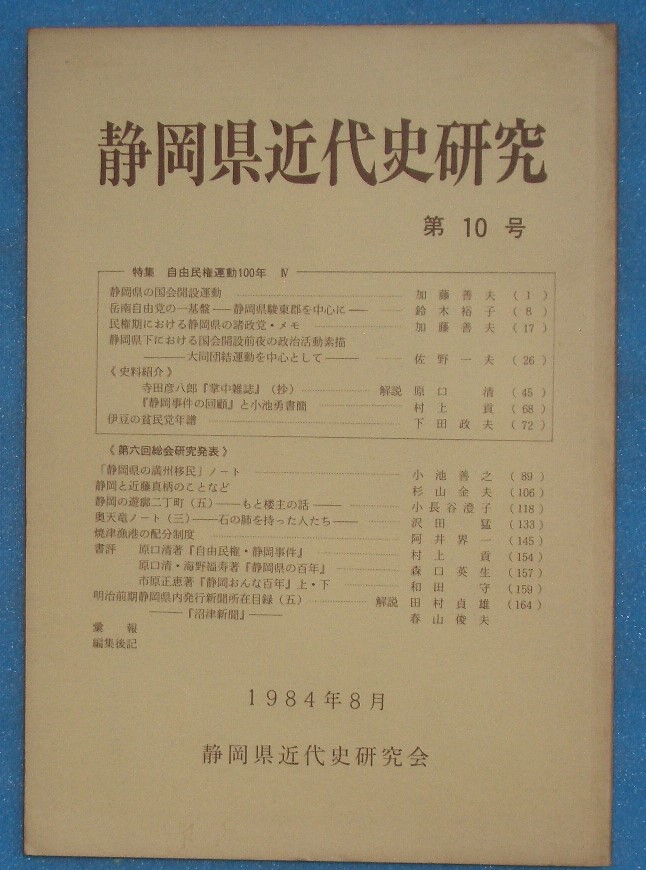 静岡県近代史研究
第 10 号
特集 自由民権運動100年 Ⅳ
静岡県の国会開設運動 加藤善夫 (1)
岳南自由党の一基盤――静岡県駿東郡を中心に―― 鈴木裕子 (8)
民権期における静岡県の諸政党・メモ 加藤善夫 (17)
静岡県下における国会開設前夜の政治活動素描
――大同団結運動を中心として―― 佐野一夫 (26)
《史料紹介》
寺田彦八郎『掌中雑誌』(抄) 解説 原口清 (45)
『静岡事件の回顧』と小池勇書簡 村上貢 (68)
伊豆の貧民党年譜 下田政夫 (72)
《第六回総会研究発表》
「静岡県の満州移民」ノート 小池善之 (89)
静岡と近藤真柄のことなど 杉山金夫 (106)
静岡の遊廓二丁町(五)――もと楼主の話―― 小長谷澄子 (118)
奥天竜ノート(三)――石の肺を持った人たち―― 沢田猛 (133)
焼津漁港の配分制度 阿井界一 (145)
書評 原口清著『自由民権・静岡事件』 村上貢 (154)
原口清・海野福寿著『静岡県の百年』 森口英生 (157)
市原正恵著『静岡おんな百年』上・下 和田守 (159)
明治前期静岡県内発行新聞所在目録(五) 解説 田村貞雄 (164)
――『沼津新聞』―― 春山俊夫
彙報
編集後記
1984年8月
静岡県近代史研究会